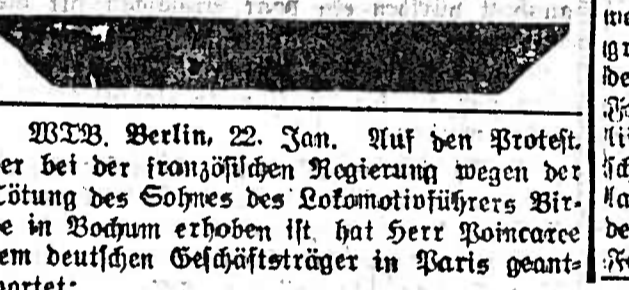 WTB. Berlin, 22. Jan. Auf den Protest.
er bei der französischen Regierung wegen der
Tötung des Sohnes des Lokomotivführers Bir-
e in Bochum erhoben ist, hat Herr Poincaree
em deutschen Geschäftsträger in Paris geant-
wortet: